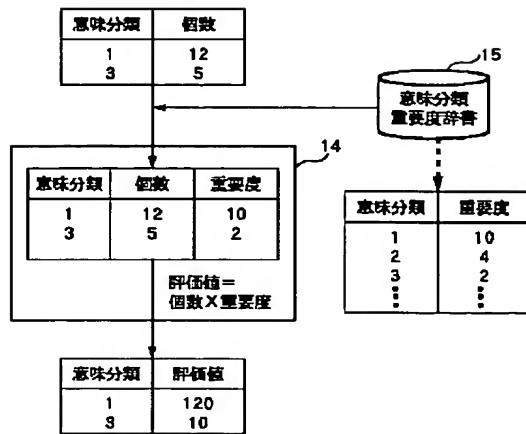 意味分類 個数
1 12
3 5
15
意味分類
重要度辞書
14
意味分類 個数 重要度
1 12 10
3 5 2
評価値=
個数×重要度
意味分類 重要度
1 10
2 4
3 2
意味分類 評価値
1 120
3 10